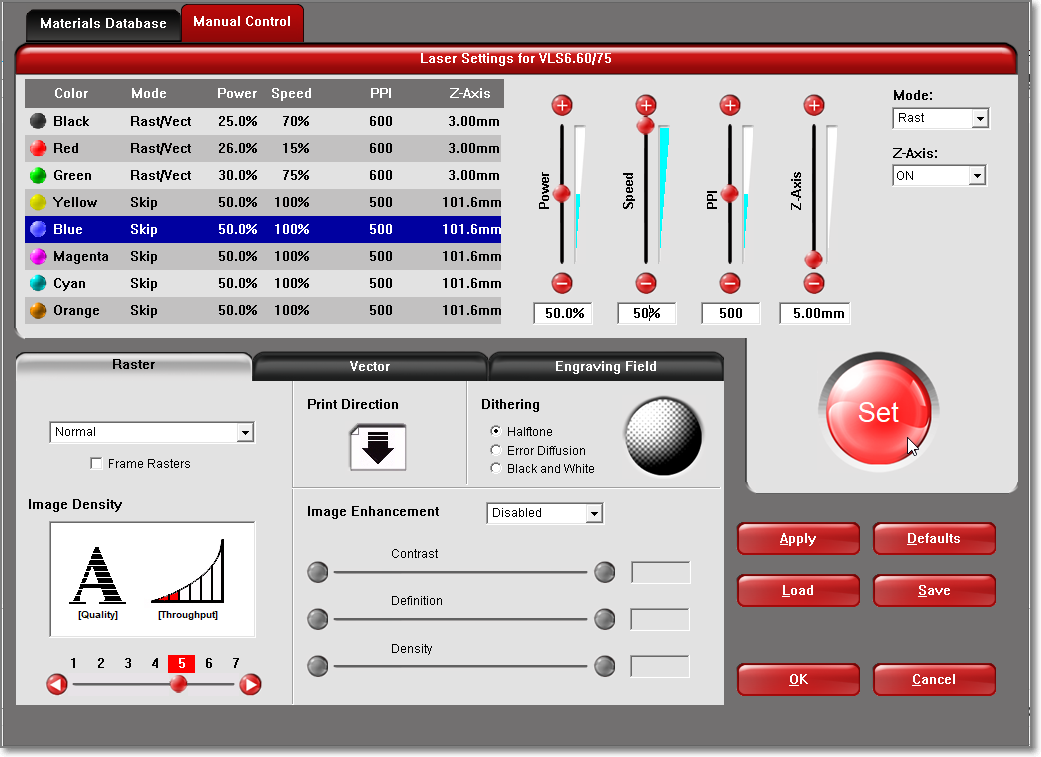 Materials Database
Manual Control
Laser Settings for VLS6.60/75
Color Mode Power Speed PPI Z-Axis
Black Rast/Vect 25.0% 70% 600 3.00mm
Red Rast/Vect 26.0% 15% 600 3.00mm
Green Rast/Vect 30.0% 75% 600 3.00mm
Yellow Skip 50.0% 100% 500 101.6mm
Blue Skip 50.0% 100% 500 101.6mm
Magenta Skip 50.0% 100% 500 101.6mm
Cyan Skip 50.0% 100% 500 101.6mm
Orange Skip 50.0% 100% 500 101.6mm
Power
Speed
PPI
Z-Axis
50.0% 50% 500 5.00mm
Mode:
Rast
Z-Axis:
ON
Set
Raster
Vector
Engraving Field
Normal
Frame Rasters
Image Density
A
[Quality] [Throughput]
1 2 3 4 5 6 7
Print Direction
Dithering
Halftone
Error Diffusion
Black and White
Image Enhancement
Disabled
Contrast
Definition
Density
Apply
Defaults
Load
Save
OK
Cancel